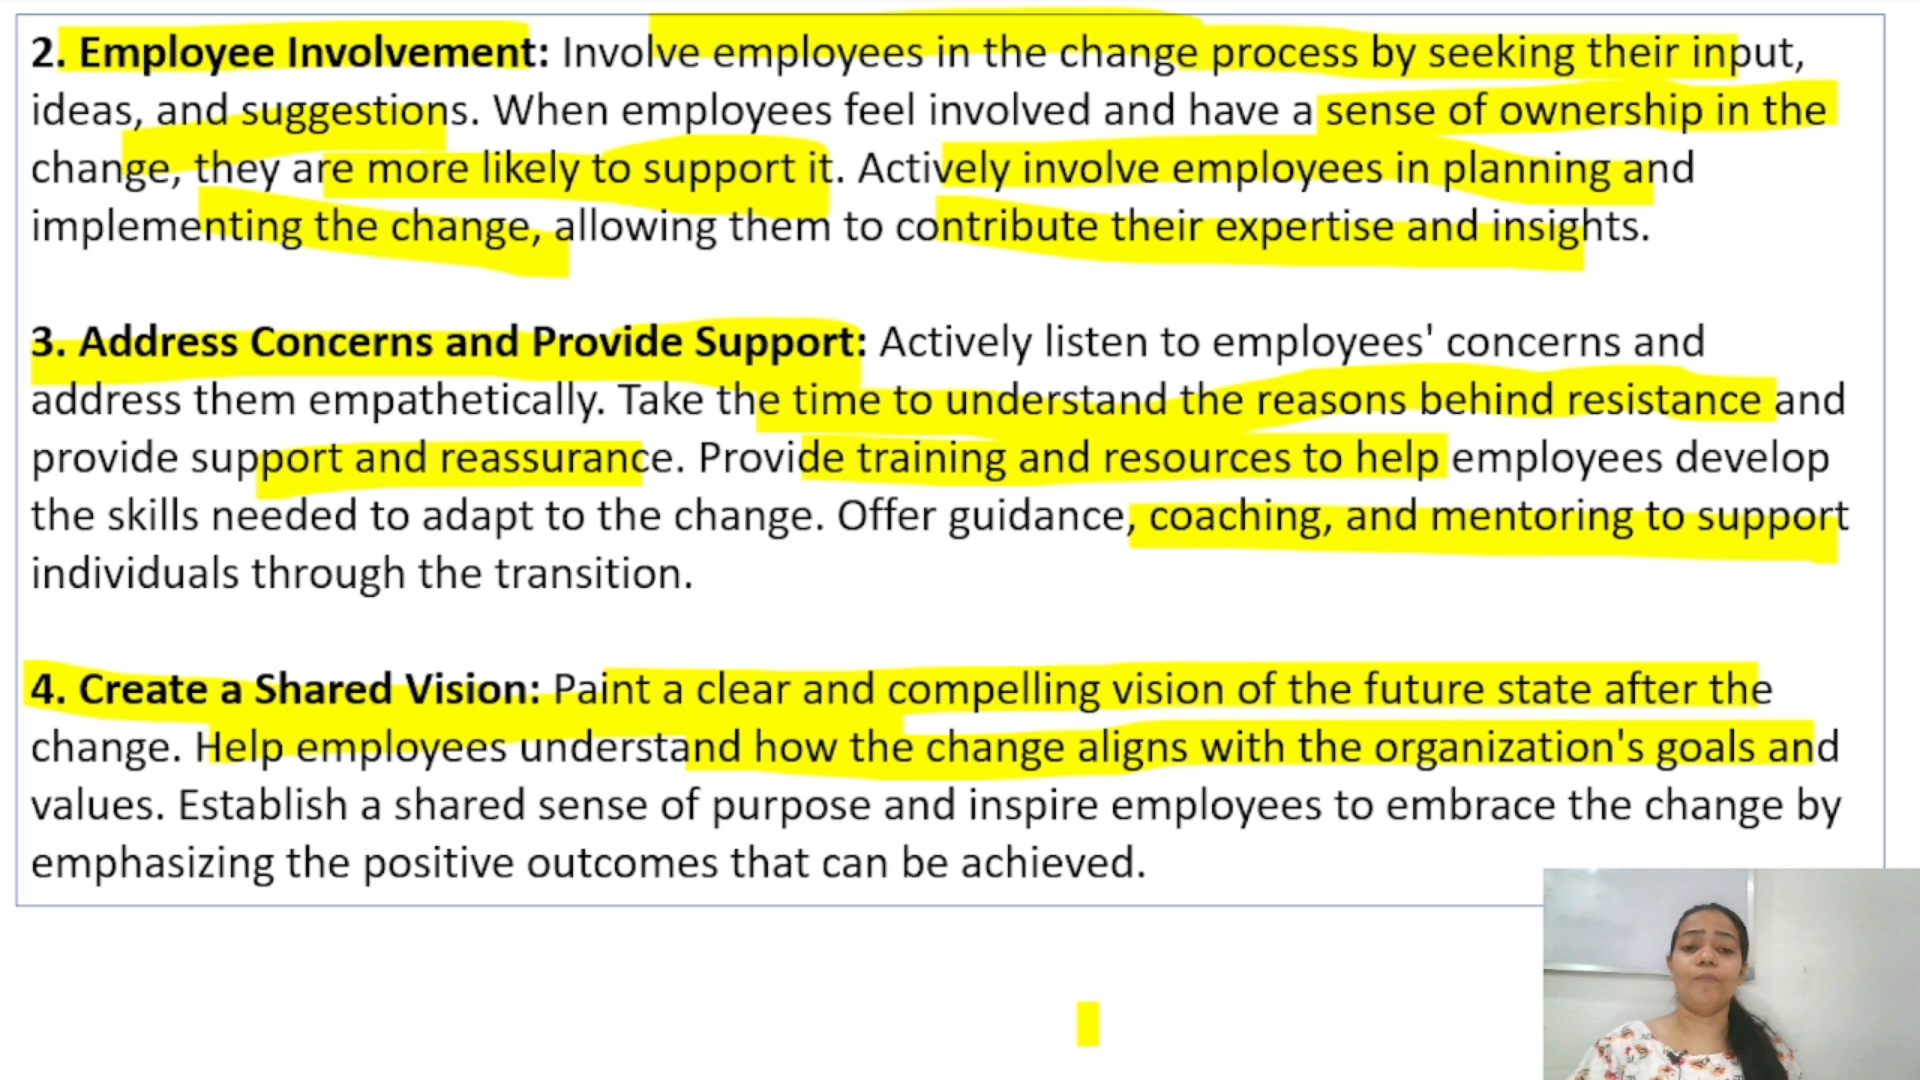 2. Employee Involvement: Involve employees in the change process by seeking their input,
ideas, and suggestions. When employees feel involved and have a sense of ownership in the
change, they are more likely to support it. Actively involve employees in planning and
implementing the change, allowing them to contribute their expertise and insights.
3. Address Concerns and Provide Support: Actively listen to employees' concerns and
address them empathetically. Take the time to understand the reasons behind resistance and
provide support and reassurance. Provide training and resources to help employees develop
the skills needed to adapt to the change. Offer guidance, coaching, and mentoring to support
individuals through the transition.
4. Create a Shared Vision: Paint a clear and compelling vision of the future state after the
change. Help employees understand how the change aligns with the organization's goals and
values. Establish a shared sense of purpose and inspire employees to embrace the change by
emphasizing the positive outcomes that can be achieved.